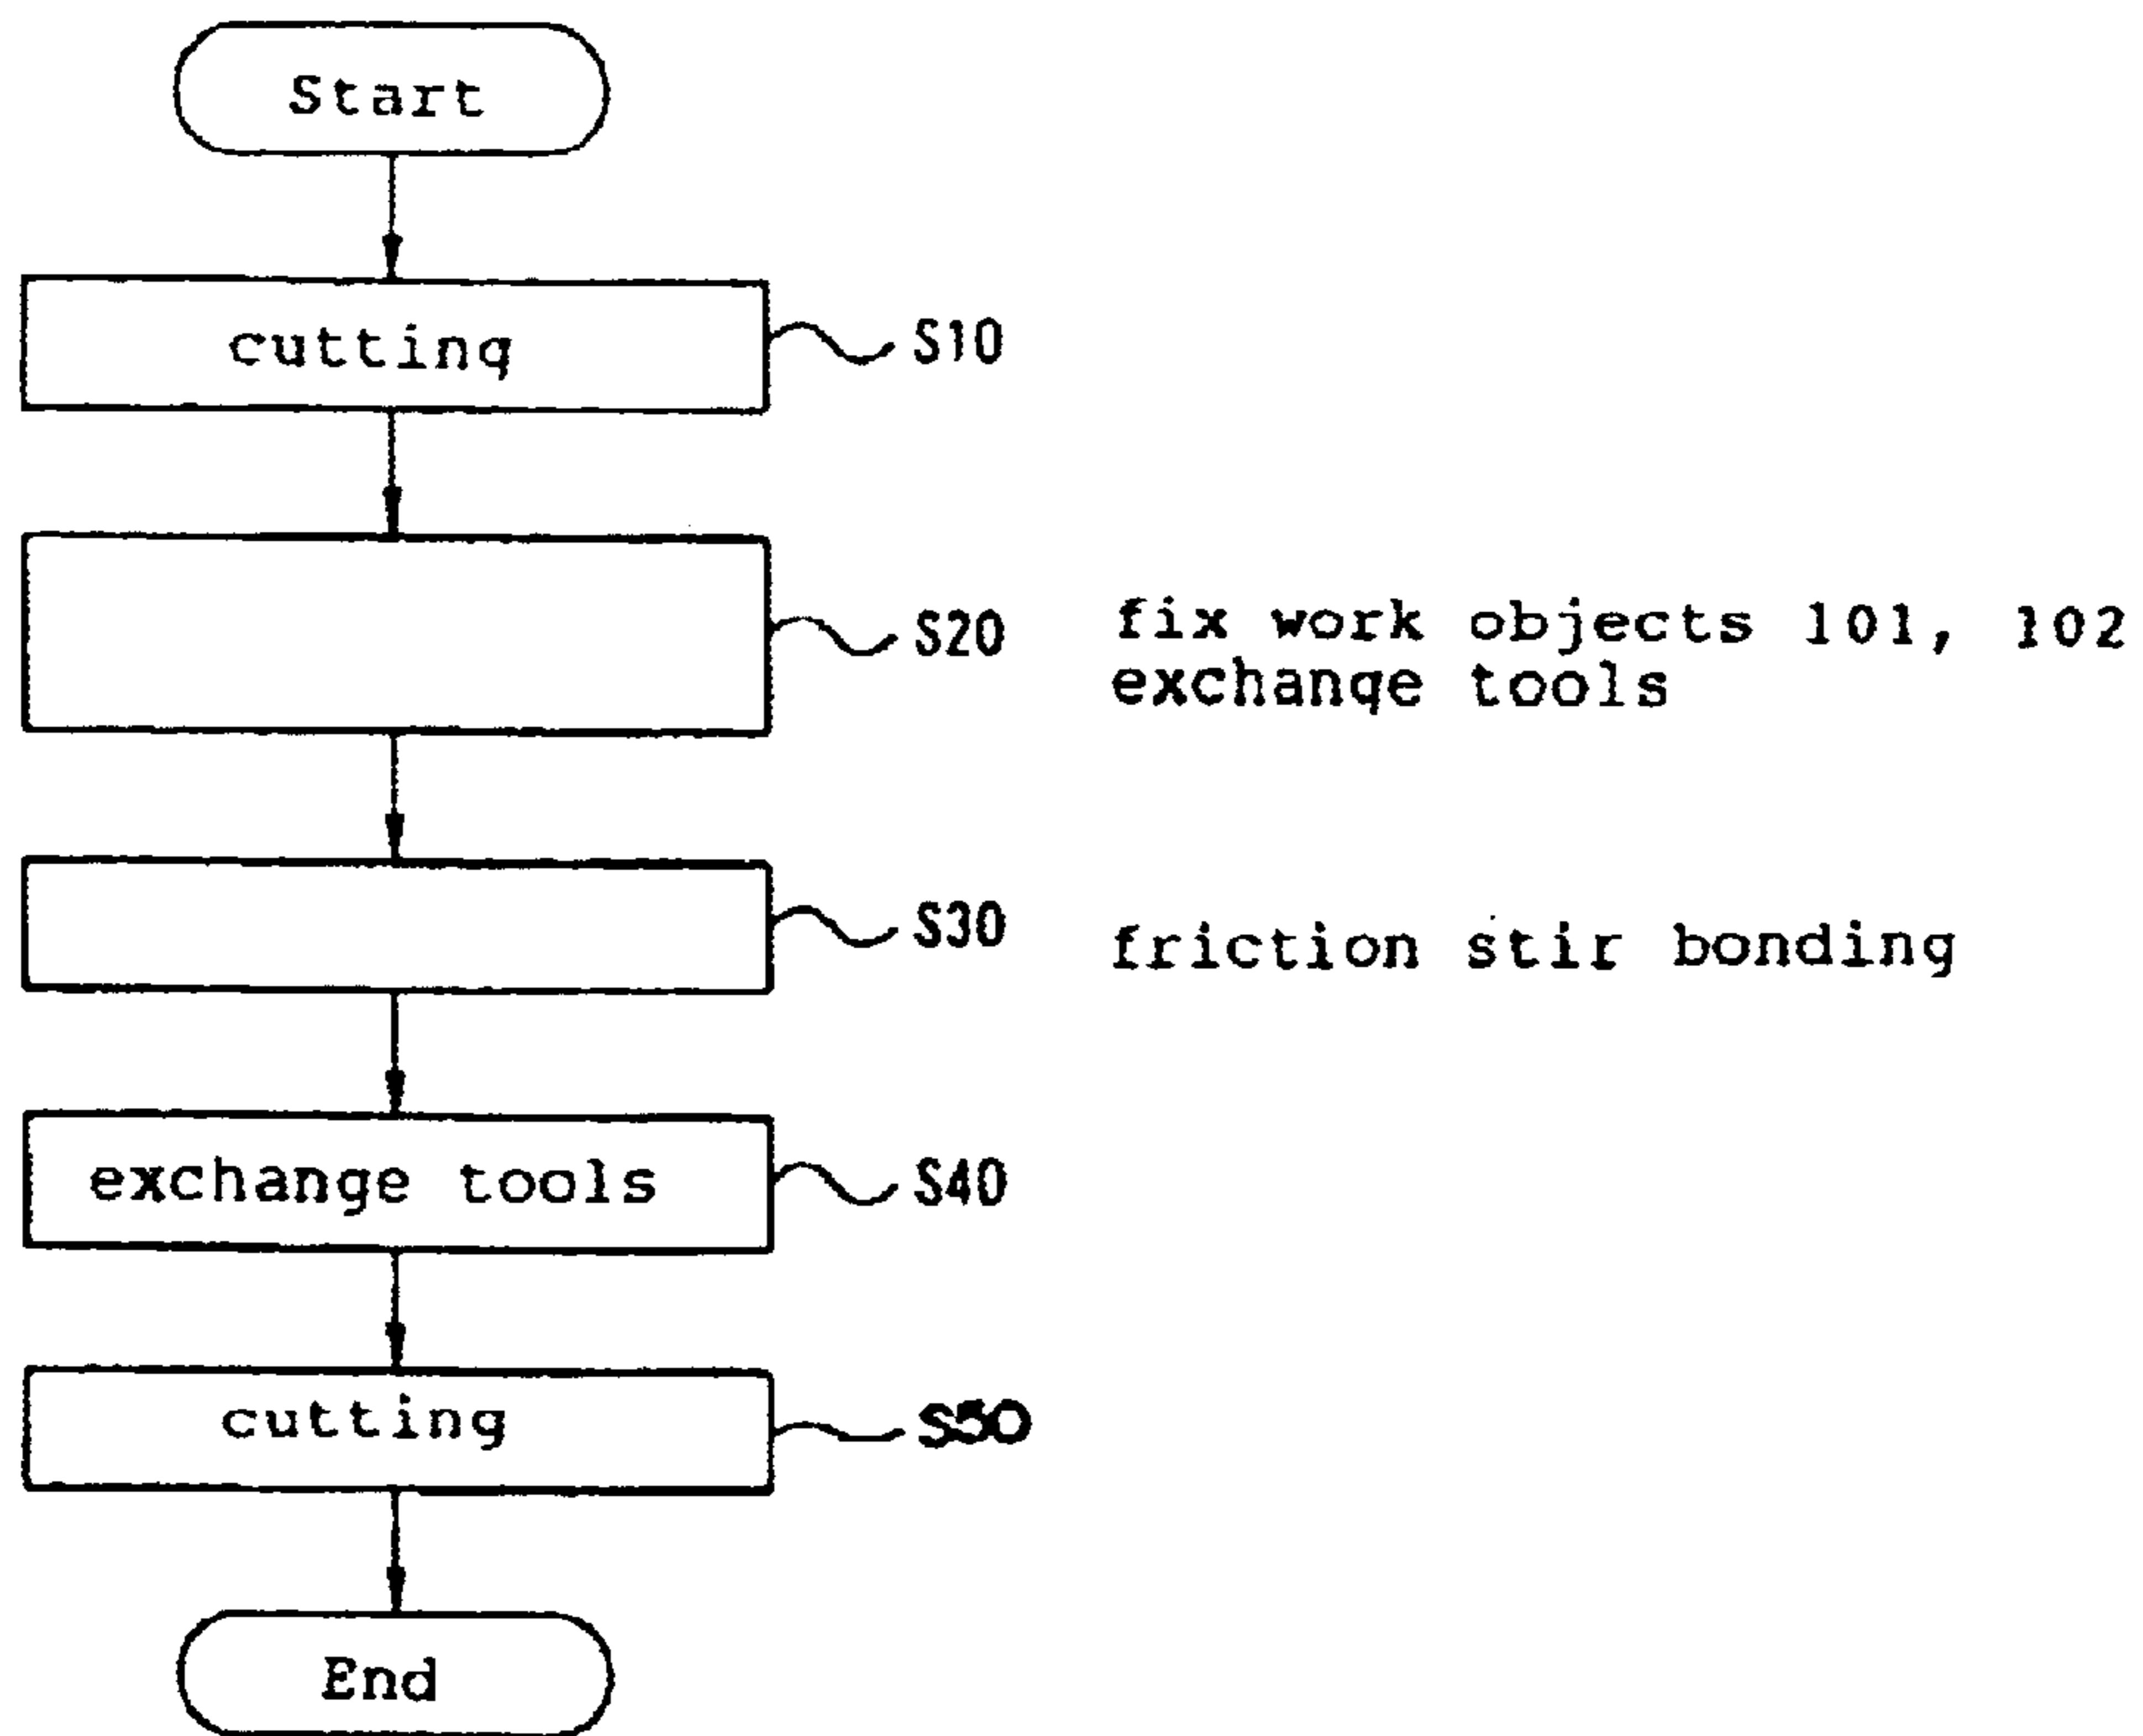 Start
cutting
S10
S20
fix work objects 101, 102
exchange tools
S30
friction stir bonding
exchange tools
S40
cutting
S50
End